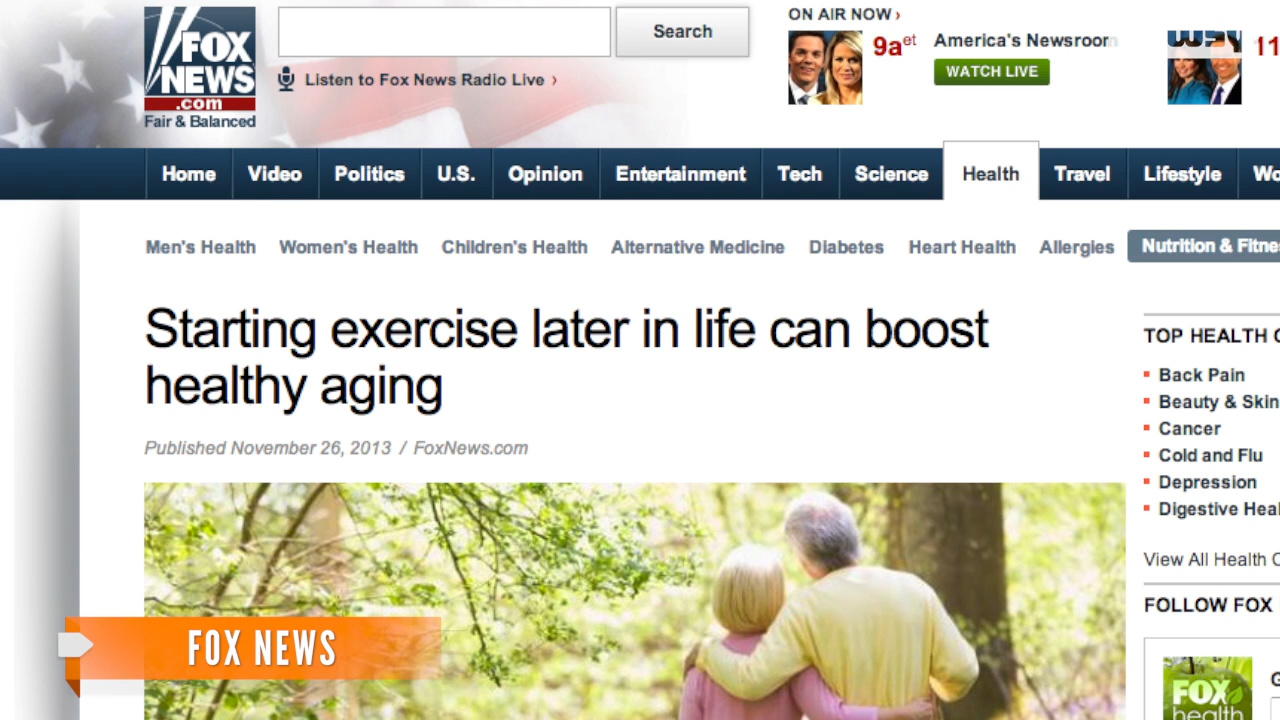 FOX
NEWS
.com
Fair & Balanced
Search
Listen to Fox News Radio Live ›
ON AIR NOW ›
9a et
America's Newsroom
WATCH LIVE
11
Home Video Politics U.S. Opinion Entertainment Tech Science Health Travel Lifestyle
Men's Health Women's Health Children's Health Alternative Medicine Diabetes Heart Health Allergies Nutrition &
Starting exercise later in life can boost
healthy aging
Published November 26, 2013 / FoxNews.com
TOP HEALTH
Back Pain
Beauty & Skin
Cancer
Cold and Flu
Depression
Digestive
View All Health
FOLLOW FOX
FOX
health
FOX NEWS